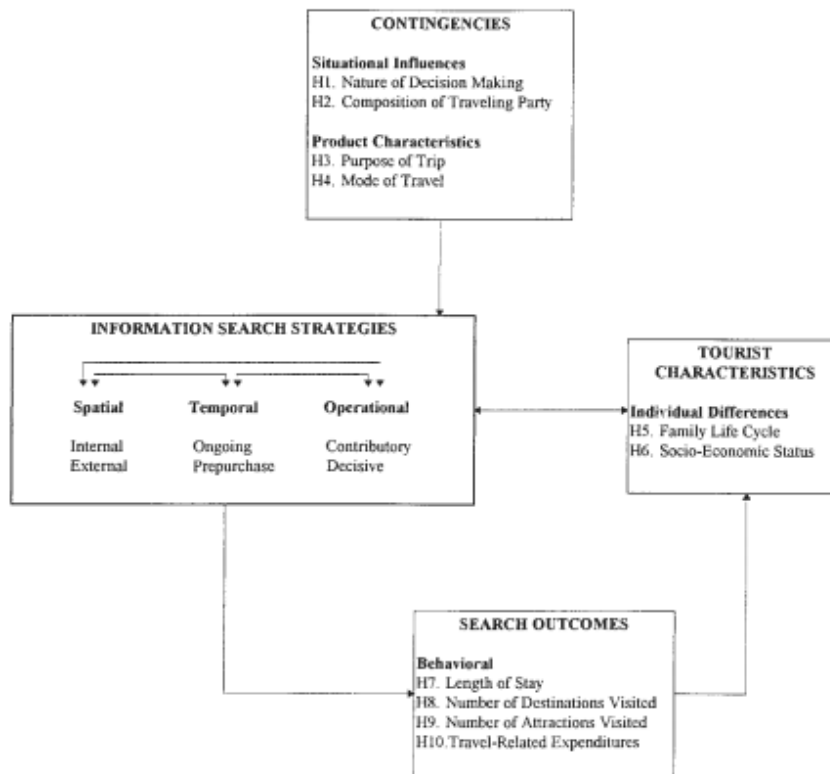 CONTINGENCIES
Situational Influences
H1. Nature of Decision Making
H2. Composition of Traveling Party
Product Characteristics
H3. Purpose of Trip
H4. Mode of Travel
INFORMATION SEARCH STRATEGIES
Spatial Temporal Operational
Internal Ongoing Contributory
External Prepurchase Decisive
TOURIST
CHARACTERISTICS
Individual Differences
H5. Family Life Cycle
H6. Socio-Economic Status
SEARCH OUTCOMES
Behavioral
H7. Length of Stay
H8. Number of Destinations Visited
H9. Number of Attractions Visited
H10.Travel-Related Expenditures